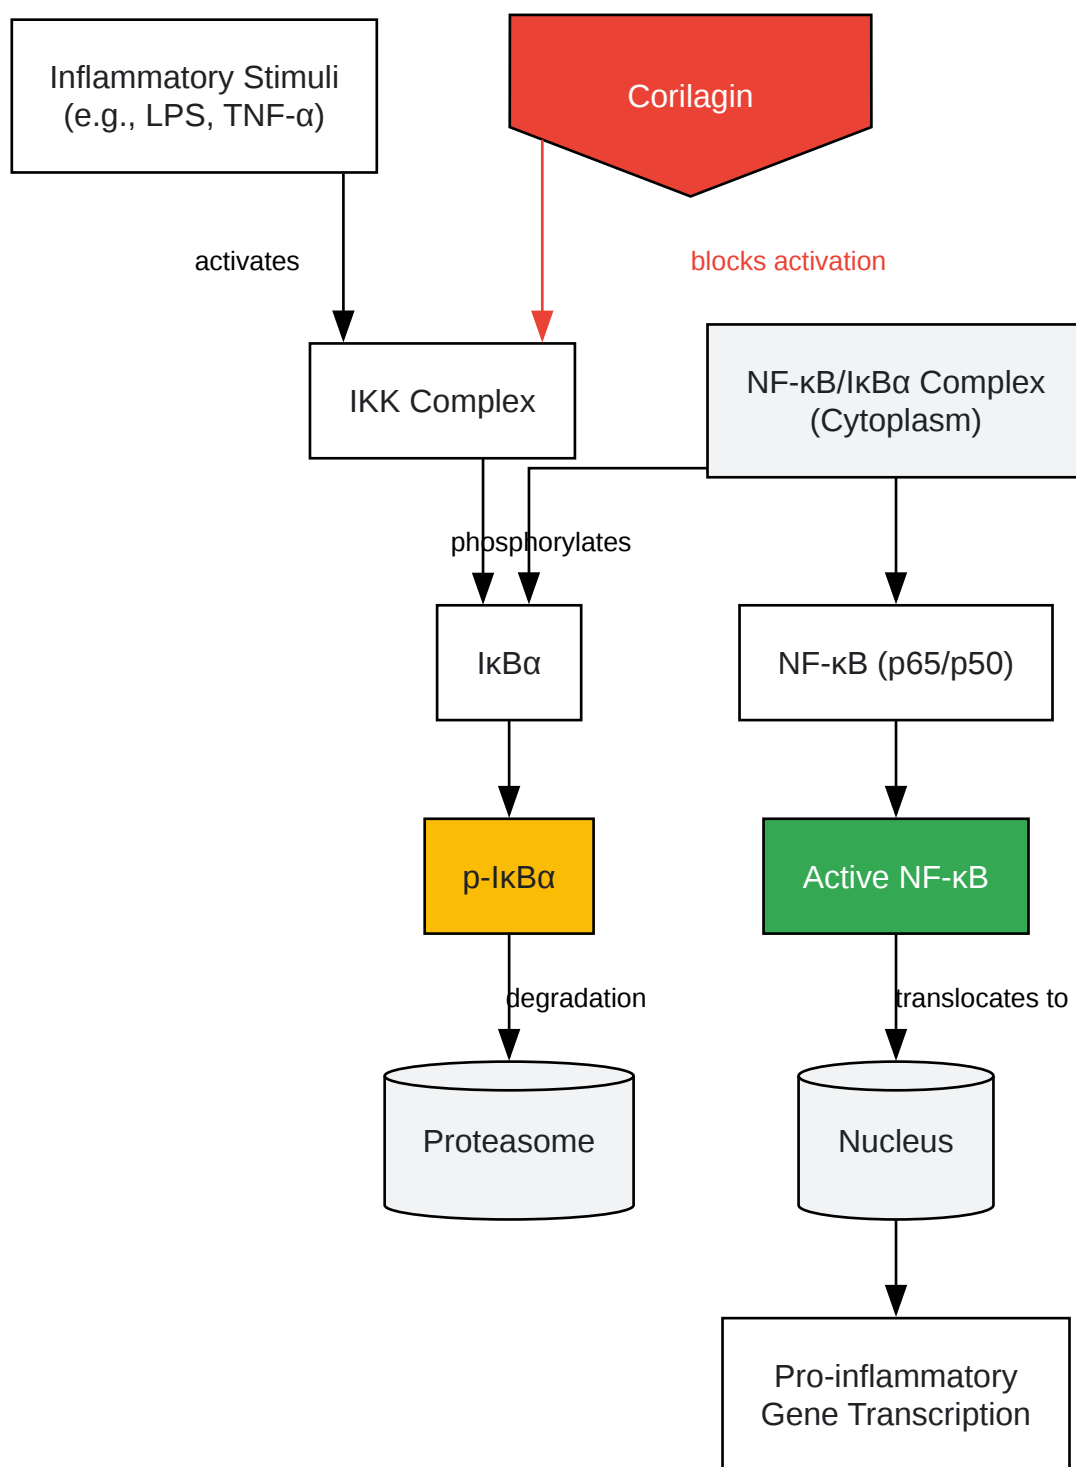 Inflammatory Stimuli
(e.g., LPS, TNF-α)
Corilagin
activates
blocks activation
IKK Complex
NF-κB/IκBα Complex
(Cytoplasm)
phosphorylates
IκBα
NF-κB (p65/p50)
p-IκBα
Active NF-κB
degradation
translocates to
Proteasome
Nucleus
Pro-inflammatory
Gene Transcription